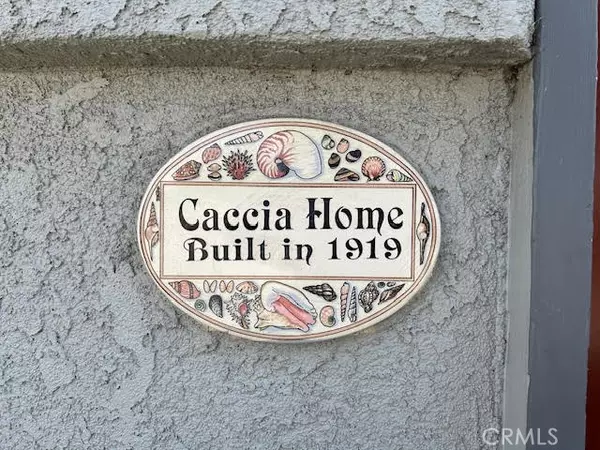 Caccia Home
Built in 1919
CRMLS